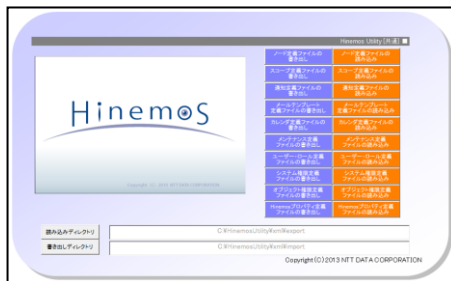 Hinemos Utility [共通]
ノード定義ファイルの
書き出し
ノード定義ファイルの
読み込み
スコープ定義ファイルの
書き出し
スコープ定義ファイルの
読み込み
通知定義ファイルの
書き出し
通知定義ファイルの
読み込み
メールテンプレート
定義ファイルの書き出し
メールテンプレート
定義ファイルの読み込み
カレンダ定義ファイルの
書き出し
カレンダ定義ファイルの
読み込み
メンテナンス定義
ファイルの書き出し
メンテナンス定義
ファイルの読み込み
ユーザー・ロール定義
ファイルの書き出し
ユーザー・ロール定義
ファイルの読み込み
システム権限定義
ファイルの書き出し
システム権限定義
ファイルの読み込み
オブジェクト権限定義
ファイルの書き出し
オブジェクト権限定義
ファイルの読み込み
Hinemosプロパティ定義
ファイルの書き出し
Hinemosプロパティ定義
ファイルの読み込み
Hinemos
Copyright (C) 2013 NTT DATA CORPORATION
読み込みディレクトリ
C:¥HinemosUtility¥xml¥export
書き出しディレクトリ
C:¥HinemosUtility¥xml¥import
Copyright (C) 2013 NTT DATA CORPORATION